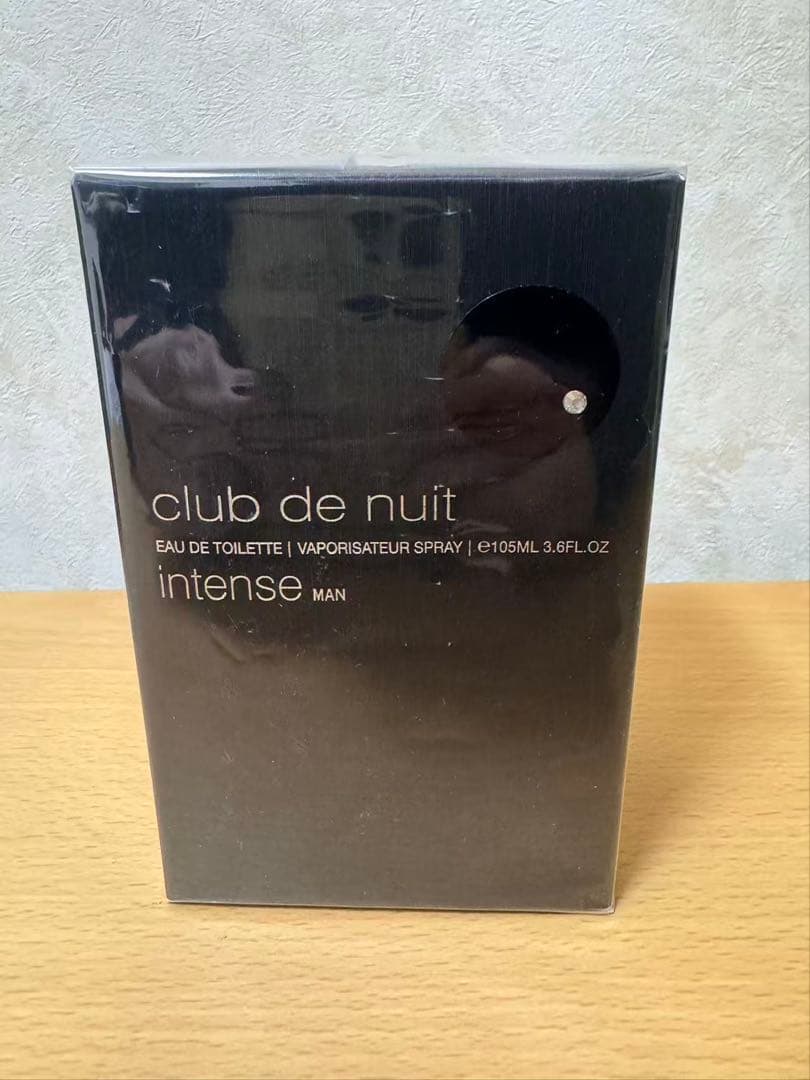 club de nuit
EAU DE TOILETTE | VAPORISATEUR SPRAY | ℮105ML 3.6FL.OZ
intense MAN